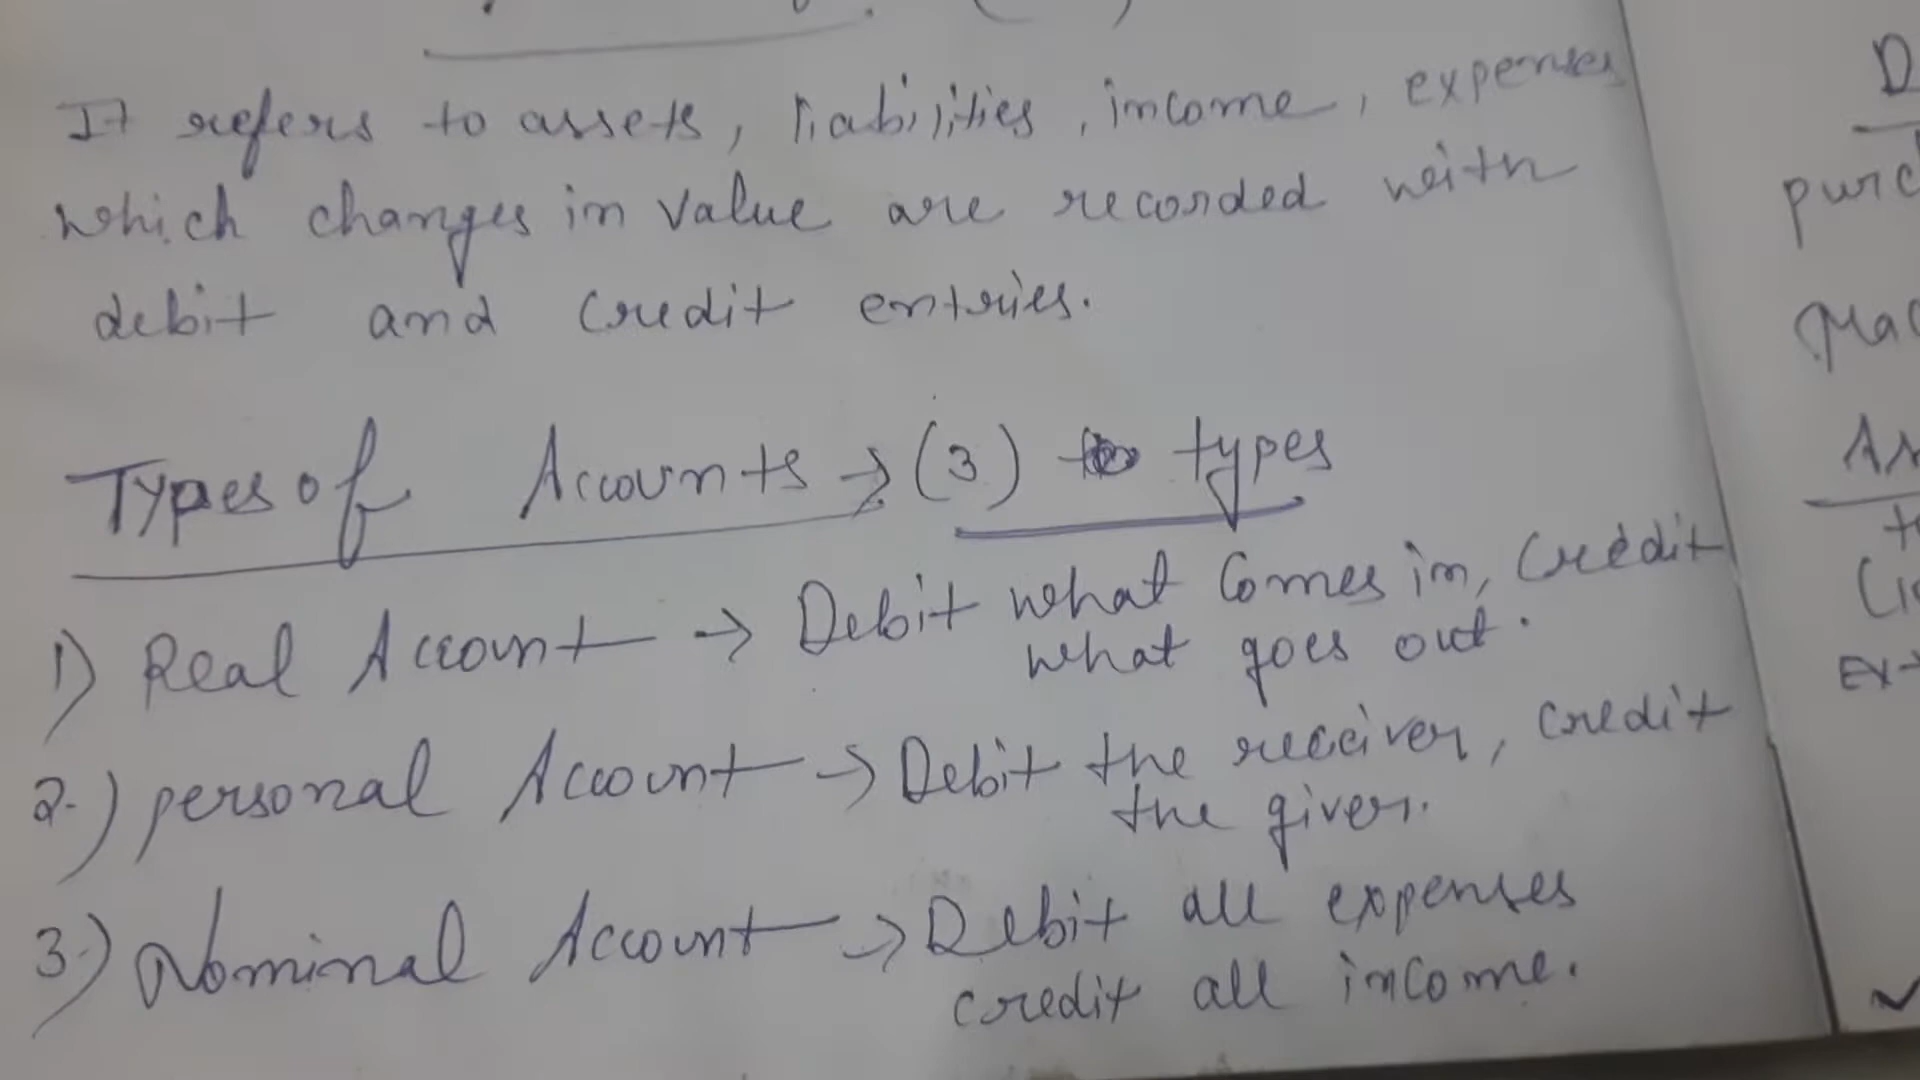 It refers to assets, liabilities, income, expenses
which changes in value are recorded with
debit and credit entries.
Types of Accounts → (3) types
1) Real Account → Debit what comes in, credit
what goes out.
2.) personal Account → Debit the receiver, credit
the giver.
3.) Nominal Account → Debit all expenses
credit all income.